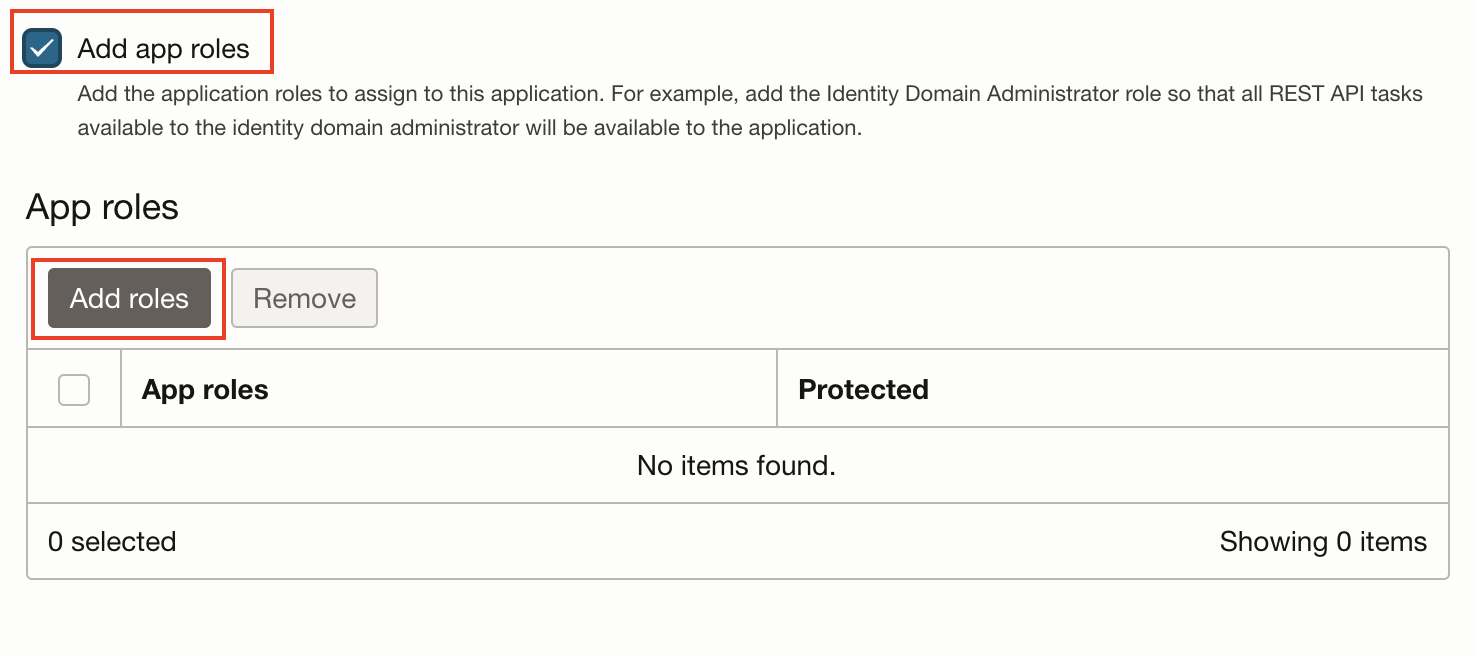 Add app roles
Add the application roles to assign to this application. For example, add the Identity Domain Administrator role so that all REST API tasks
available to the identity domain administrator will be available to the application.
App roles
Add roles Remove
App roles Protected
No items found.
0 selected Showing 0 items